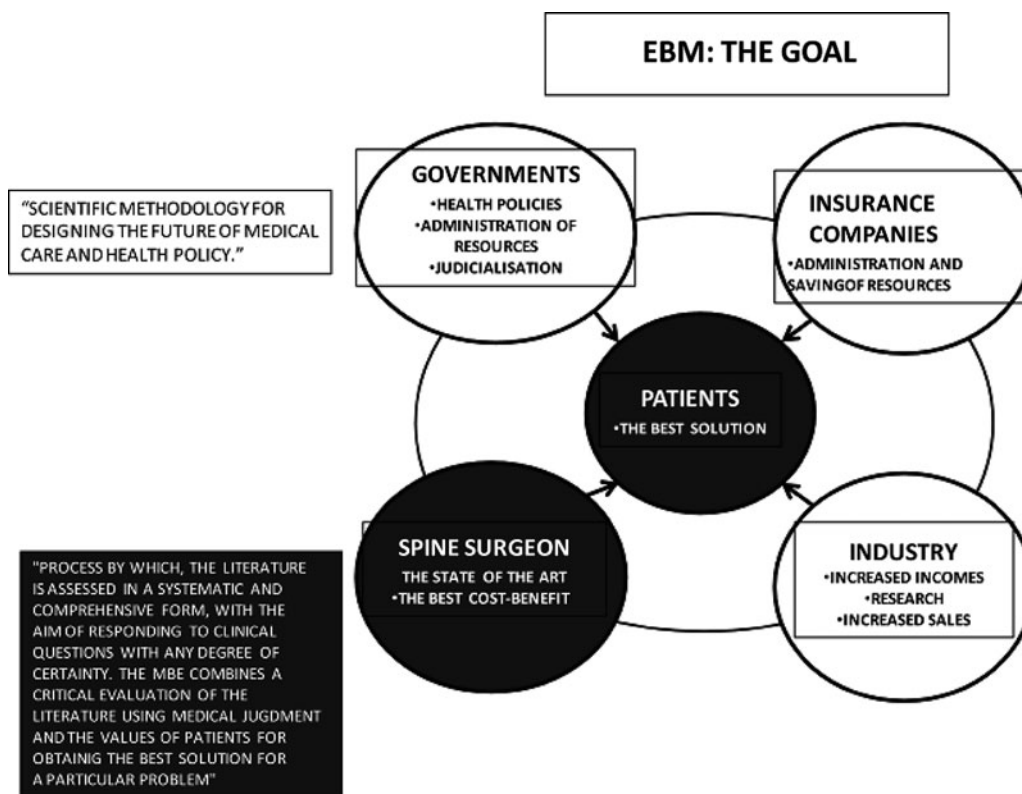 EBM: THE GOAL
GOVERNMENTS
•HEALTH POLICIES
•ADMINISTRATION OF
RESOURCES
•JUDICIALISATION
INSURANCE
COMPANIES
•ADMINISTRATION AND
SAVINGOF RESOURCES
"SCIENTIFIC METHODOLOGY FOR
DESIGNING THE FUTURE OF MEDICAL
CARE AND HEALTH POLICY."
PATIENTS
•THE BEST SOLUTION
SPINE SURGEON
THE STATE OF THE ART
•THE BEST COST-BENEFIT
INDUSTRY
•INCREASED INCOMES
•RESEARCH
•INCREASED SALES
"PROCESS BY WHICH, THE LITERATURE
IS ASSESSED IN A SYSTEMATIC AND
COMPREHENSIVE FORM, WITH THE
AIM OF RESPONDING TO CLINICAL
QUESTIONS WITH ANY DEGREE OF
CERTAINTY. THE MBE COMBINES A
CRITICAL EVALUATION OF THE
LITERATURE USING MEDICAL JUGDMENT
AND THE VALUES OF PATIENTS FOR
OBTAINIG THE BEST SOLUTION FOR
A PARTICULAR PROBLEM"